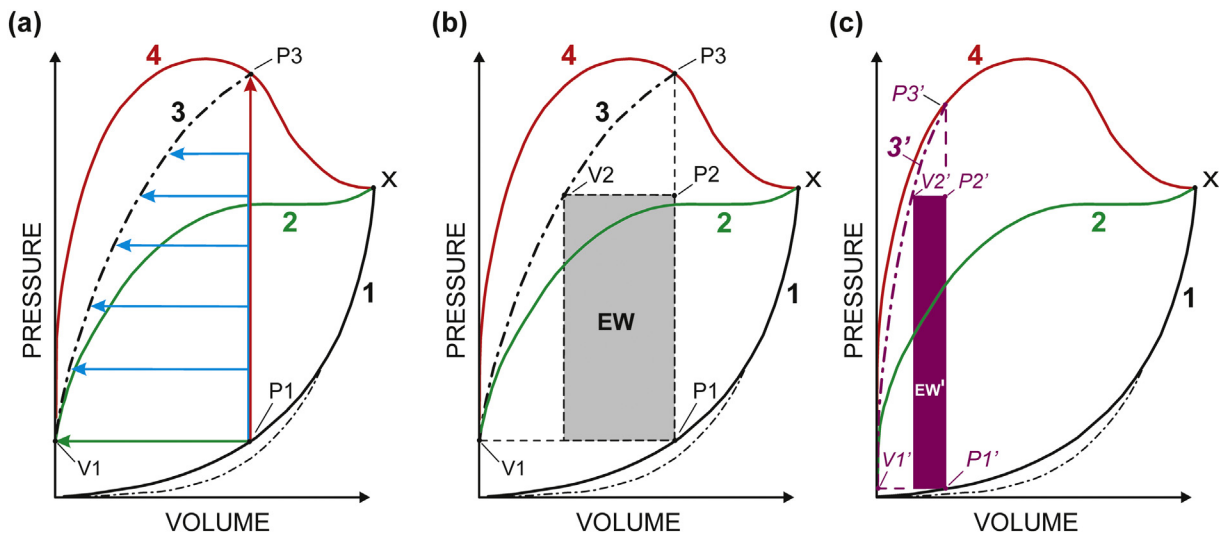 (a)
4
P3
3
X
2
1
P1
V1
PRESSURE
VOLUME
(b)
4
P3
3
V2
P2
X
2
1
EW
P1
V1
PRESSURE
VOLUME
(c)
4
P3’
3’
V2’ P2’
X
2
1
EW'
V1’
P1’
PRESSURE
VOLUME